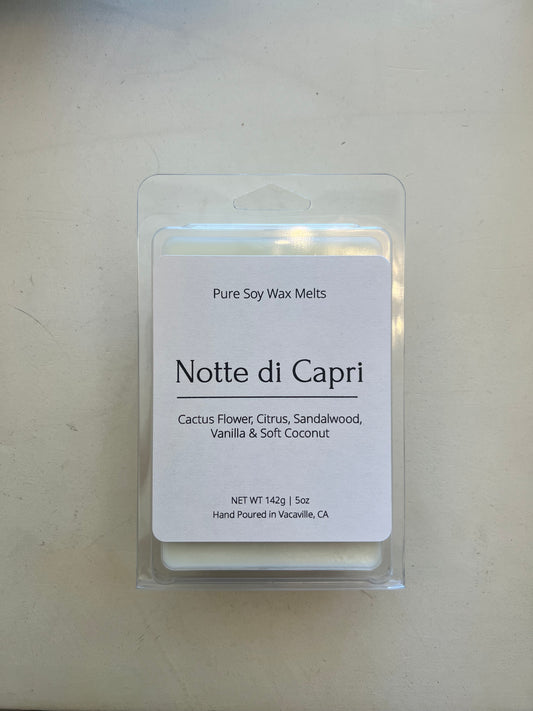 Pure Soy Wax Melts
Notte di Capri
Cactus Flower, Citrus, Sandalwood,
Vanilla & Soft Coconut
NET WT 142g | 5oz
Hand Poured in Vacaville, CA